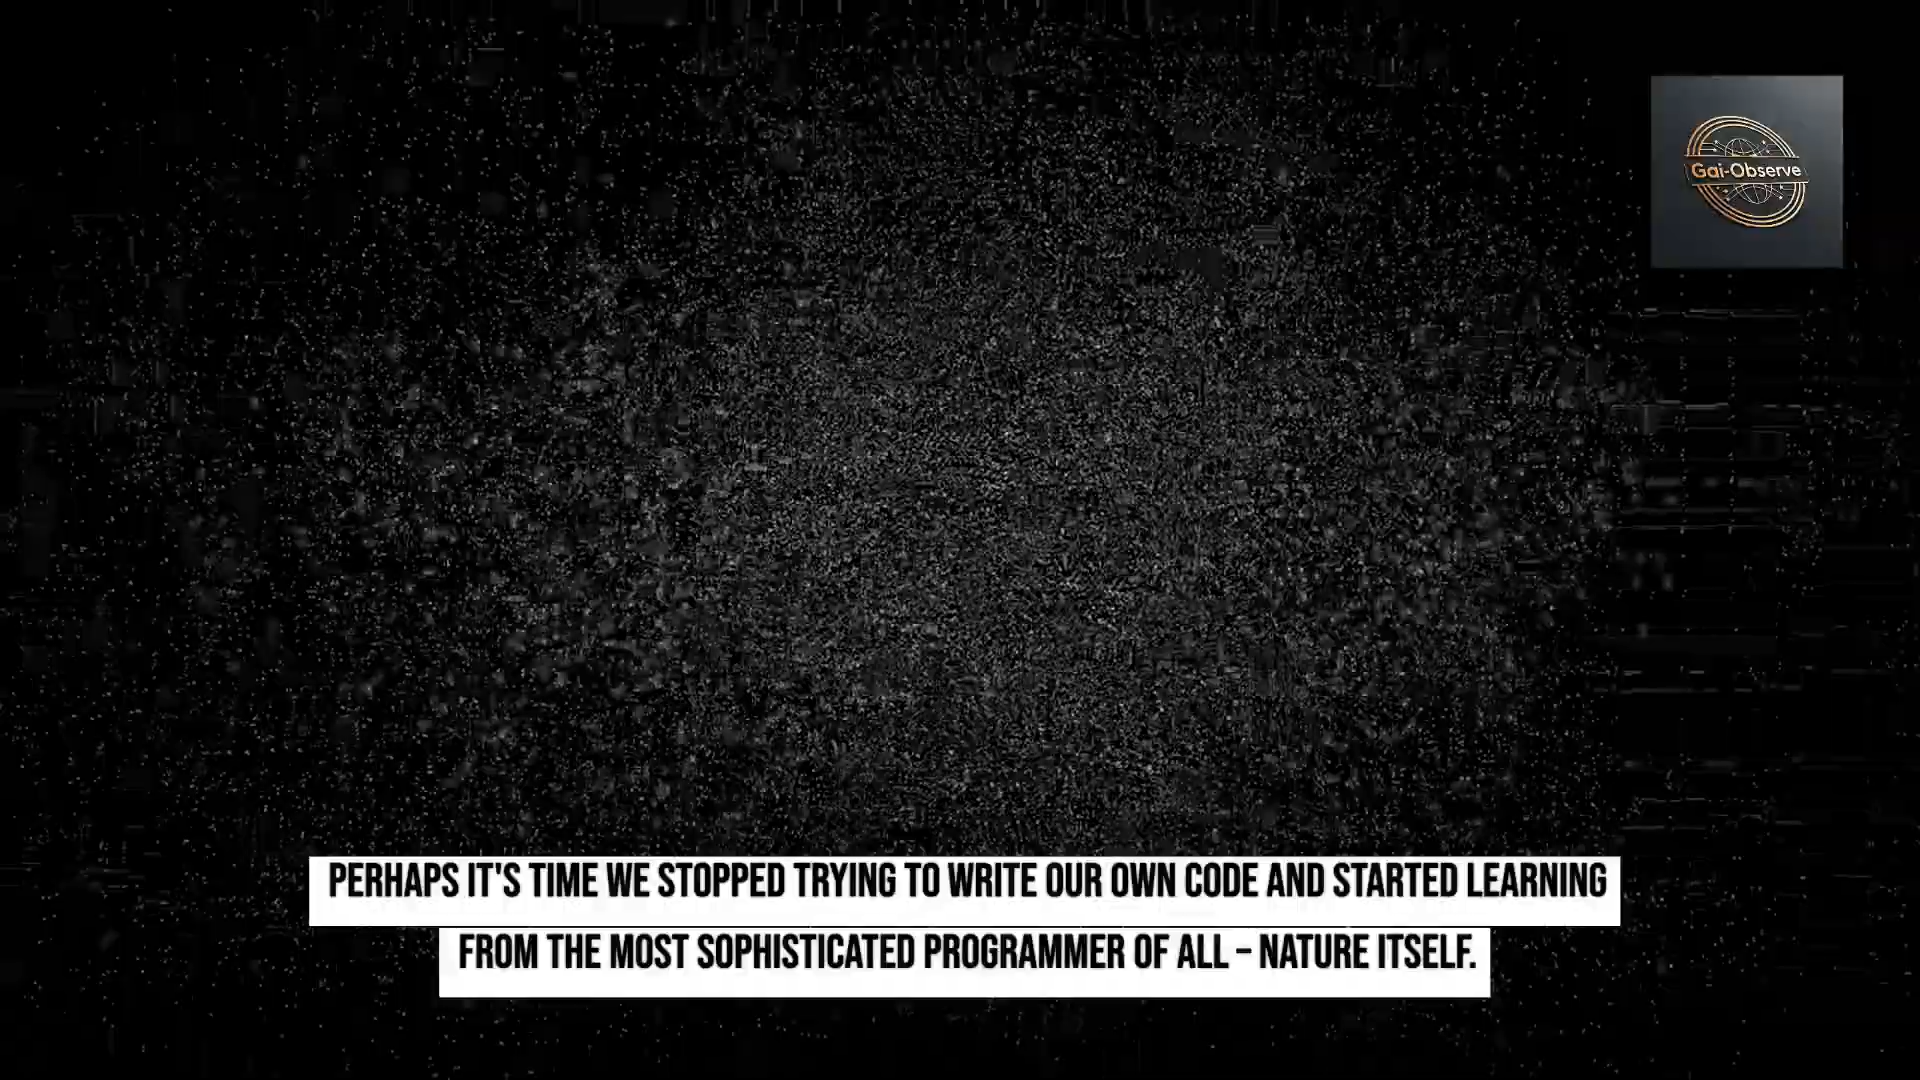 Gai-Observe
PERHAPS IT'S TIME WE STOPPED TRYING TO WRITE OUR OWN CODE AND STARTED LEARNING
FROM THE MOST SOPHISTICATED PROGRAMMER OF ALL – NATURE ITSELF.